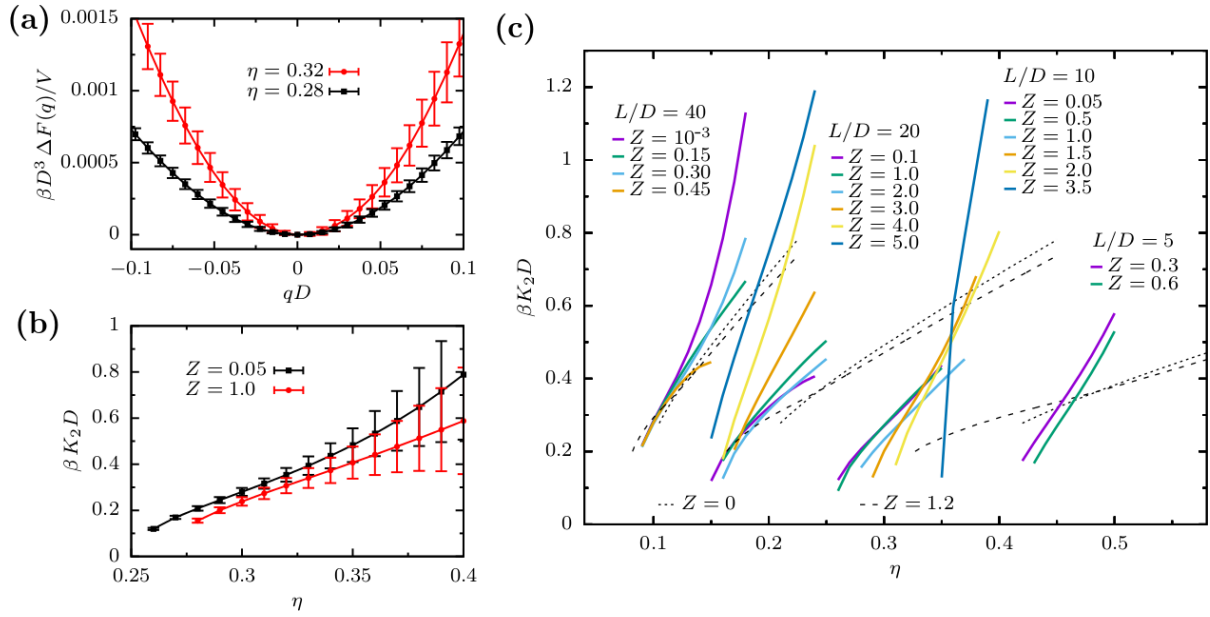 (a)
βD³ ΔF(q)/V
0.0015
0.001
0.0005
0
η = 0.32
η = 0.28
−0.1
−0.05
0
0.05
0.1
qD
(b)
βK₂D
1
0.8
0.6
0.4
0.2
0
Z = 0.05
Z = 1.0
0.25
0.3
0.35
0.4
η
(c)
βK₂D
1.2
1
0.8
0.6
0.4
0.2
0
L/D = 40
Z = 10⁻³
Z = 0.15
Z = 0.30
Z = 0.45
L/D = 20
Z = 0.1
Z = 1.0
Z = 2.0
Z = 3.0
Z = 4.0
Z = 5.0
L/D = 10
Z = 0.05
Z = 0.5
Z = 1.0
Z = 1.5
Z = 2.0
Z = 3.5
L/D = 5
Z = 0.3
Z = 0.6
Z = 0
Z = 1.2
0.1
0.2
0.3
0.4
0.5
η